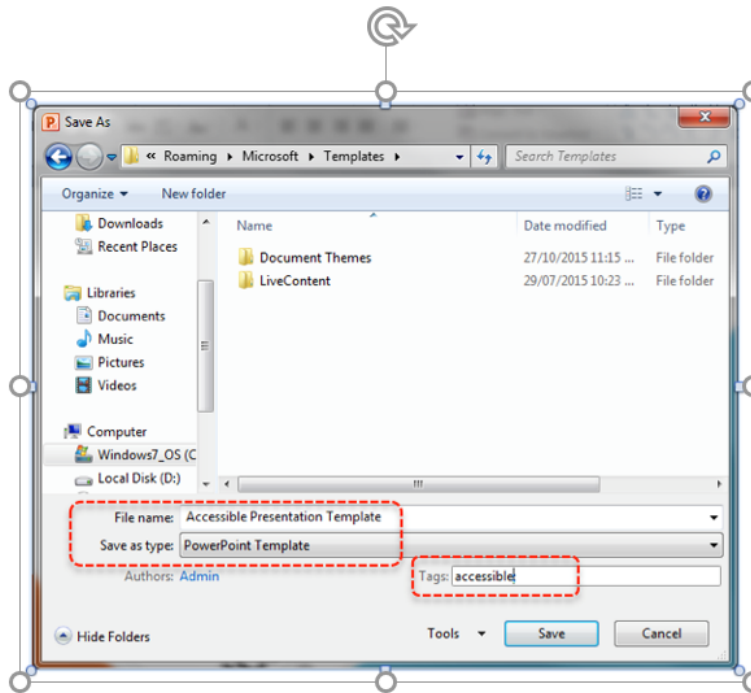 Save As
« Roaming ▸ Microsoft ▸ Templates ▸ Search Templates
Organize ▾ New folder
Downloads
Recent Places
Libraries
Documents
Music
Pictures
Videos
Computer
Windows7_OS (C
Local Disk (D:)
Name Date modified Type
Document Themes 27/10/2015 11:15 ... File folder
LiveContent 29/07/2015 10:23 ... File folder
File name: Accessible Presentation Template
Save as type: PowerPoint Template
Authors: Admin Tags: accessible
Hide Folders Tools ▾ Save Cancel